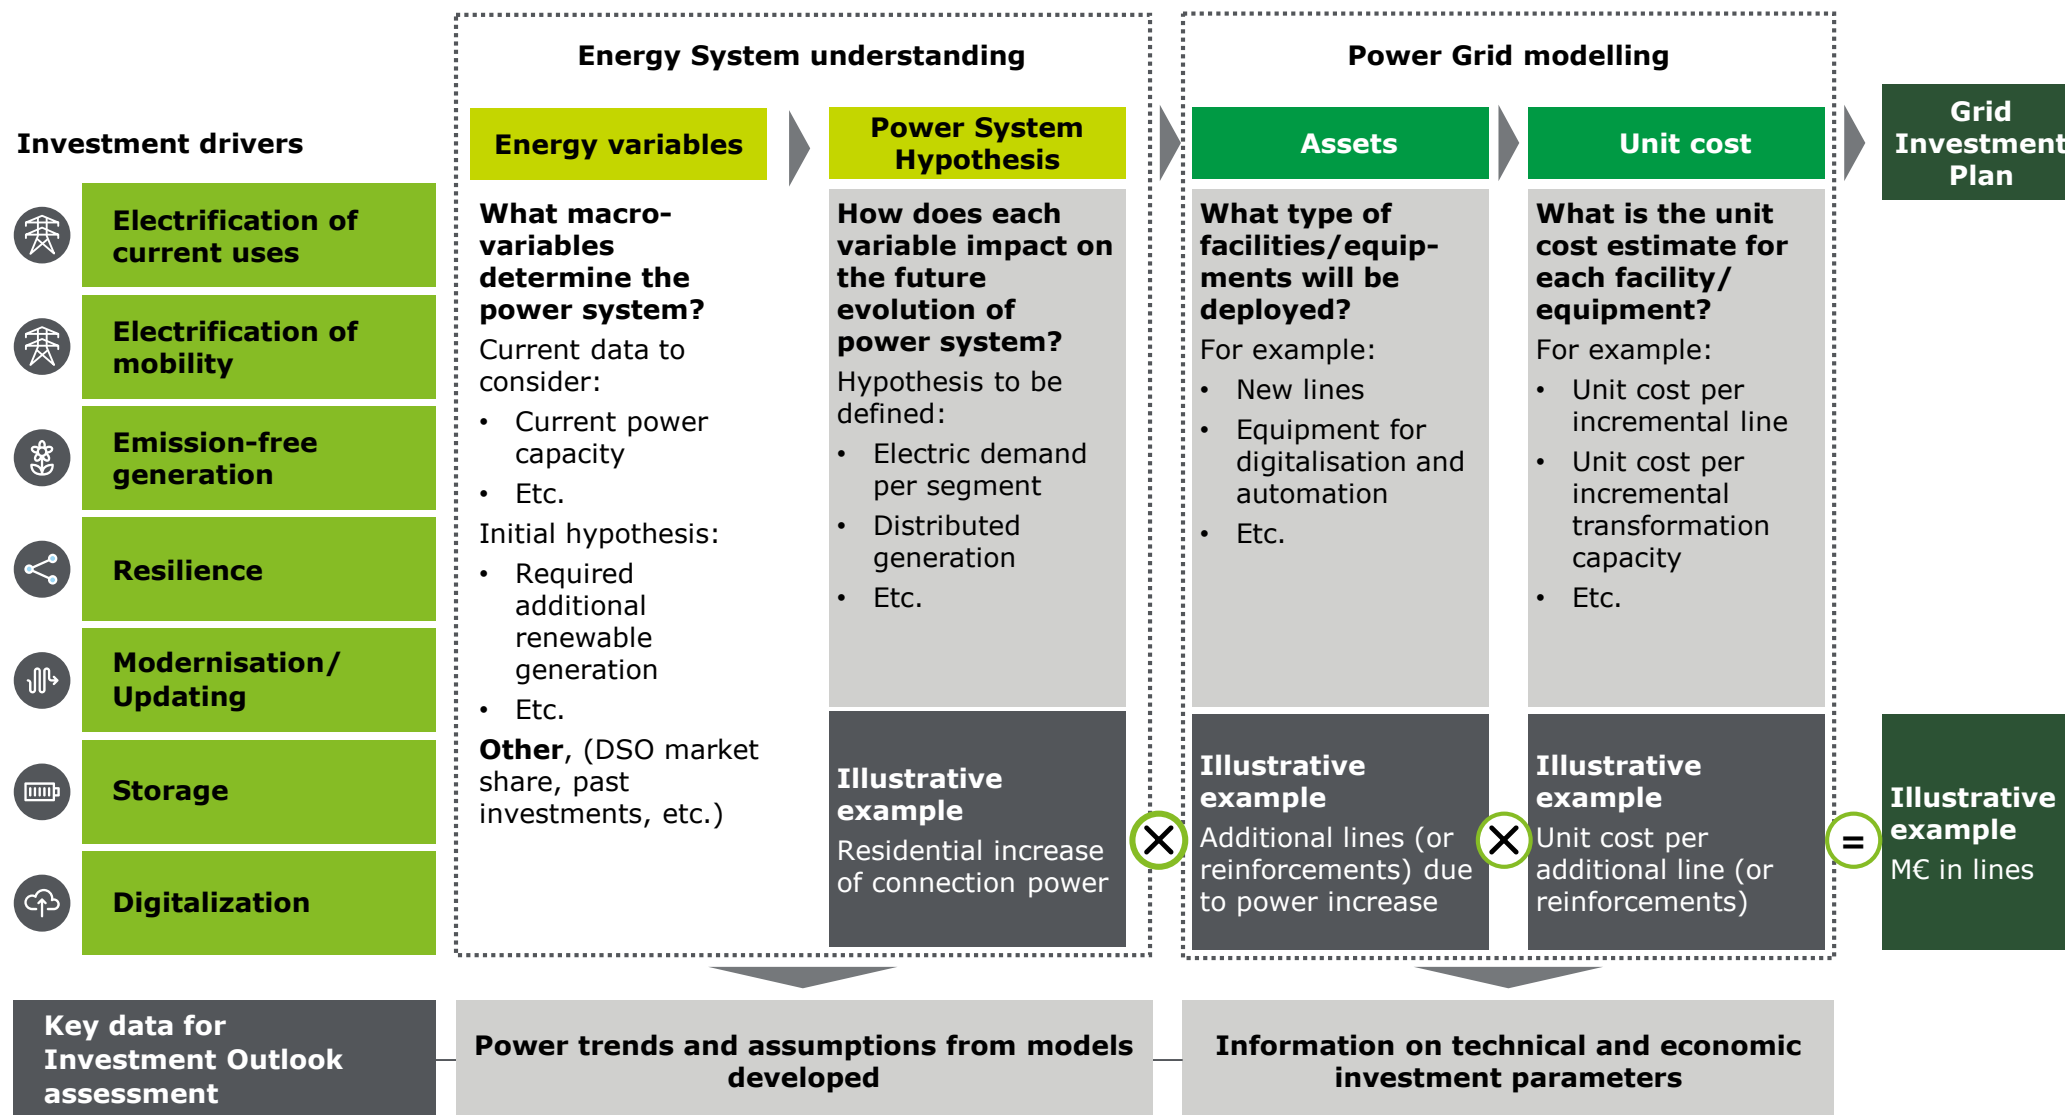 Energy System understanding
Power Grid modelling
Investment drivers
Energy variables
Power System
Hypothesis
Assets
Unit cost
Grid
Investment
Plan
Electrification of
current uses
Electrification of
mobility
Emission-free
generation
Resilience
Modernisation/
Updating
Storage
Digitalization
What macro-
variables
determine the
power system?
Current data to
consider:
• Current power
capacity
• Etc.
Initial hypothesis:
• Required
additional
renewable
generation
• Etc.
Other, (DSO market
share, past
investments, etc.)
How does each
variable impact on
the future
evolution of
power system?
Hypothesis to be
defined:
• Electric demand
per segment
• Distributed
generation
• Etc.
Illustrative
example
Residential increase
of connection power
×
What type of
facilities/equip-
ments will be
deployed?
For example:
• New lines
• Equipment for
digitalisation and
automation
• Etc.
Illustrative
example
Additional lines (or
reinforcements) due
to power increase
×
What is the unit
cost estimate for
each facility/
equipment?
For example:
• Unit cost per
incremental line
• Unit cost per
incremental
transformation
capacity
• Etc.
Illustrative
example
Unit cost per
additional line (or
reinforcements)
=
Illustrative
example
M€ in lines
Key data for
Investment Outlook
assessment
Power trends and assumptions from models
developed
Information on technical and economic
investment parameters